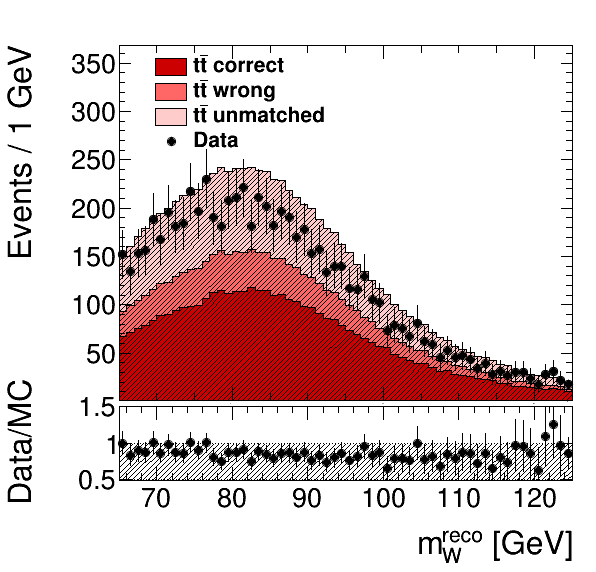 Events / 1 GeV
350
300
250
200
150
100
50
tt̄ correct
tt̄ wrong
tt̄ unmatched
Data
Data/MC
1.5
1
0.5
70 80 90 100 110 120
m_W^reco [GeV]